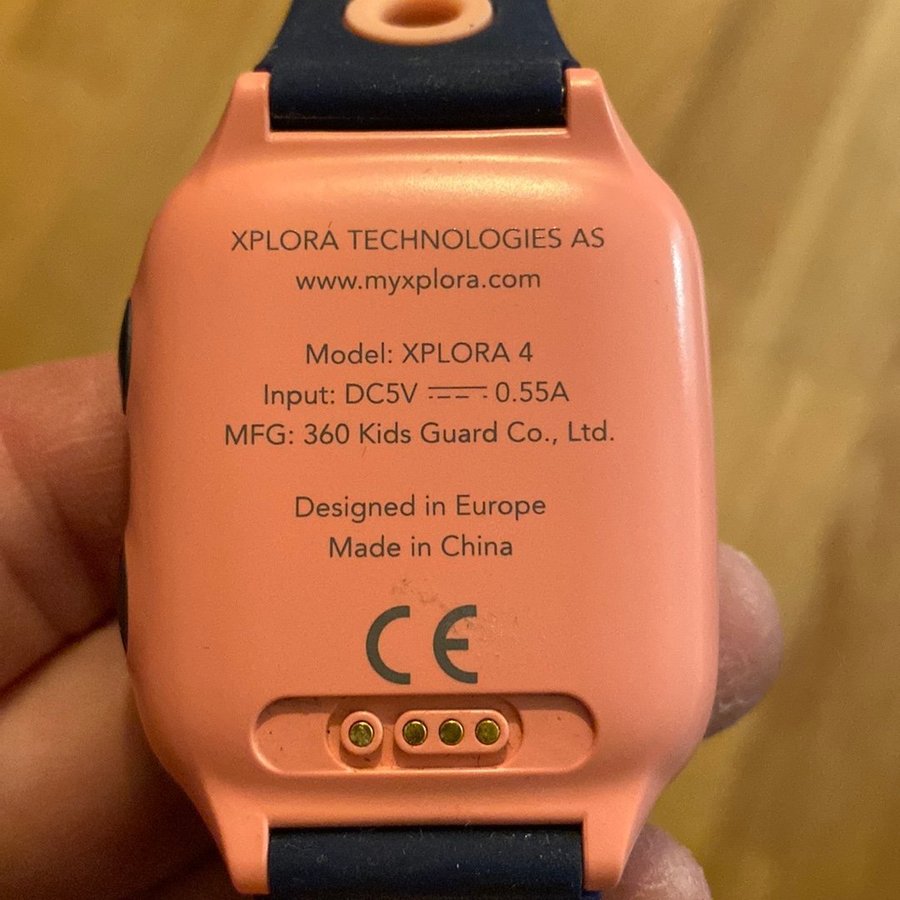 XPLORA TECHNOLOGIES AS
www.myxplora.com
Model: XPLORA 4
Input: DC5V ⎓ 0.55A
MFG: 360 Kids Guard Co., Ltd.
Designed in Europe
Made in China
CE